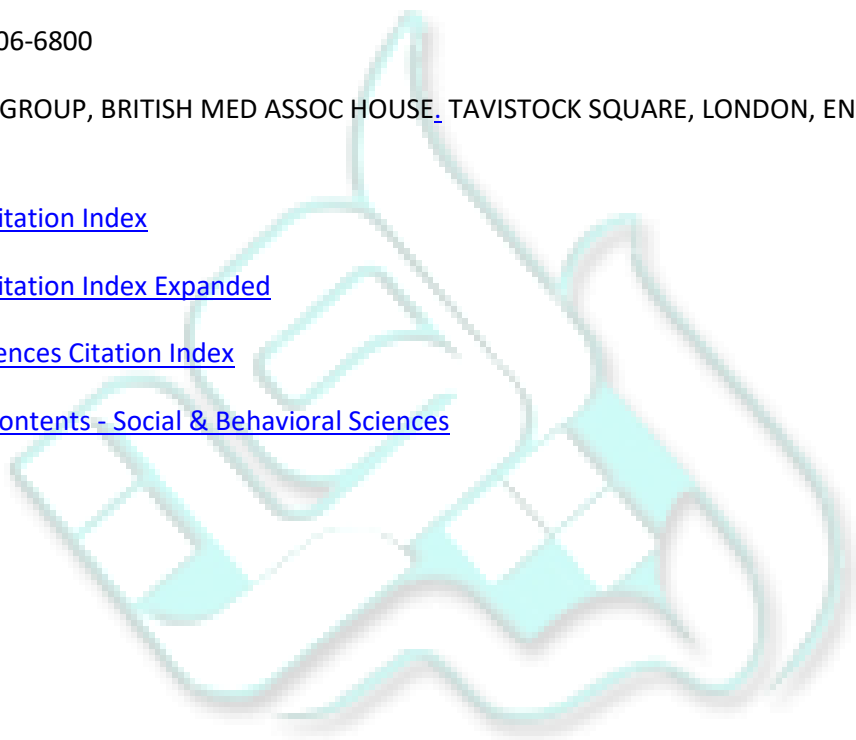 06-6800
GROUP, BRITISH MED ASSOC HOUSE. TAVISTOCK SQUARE, LONDON, EN
itation Index
itation Index Expanded
ences Citation Index
ontents - Social & Behavioral Sciences